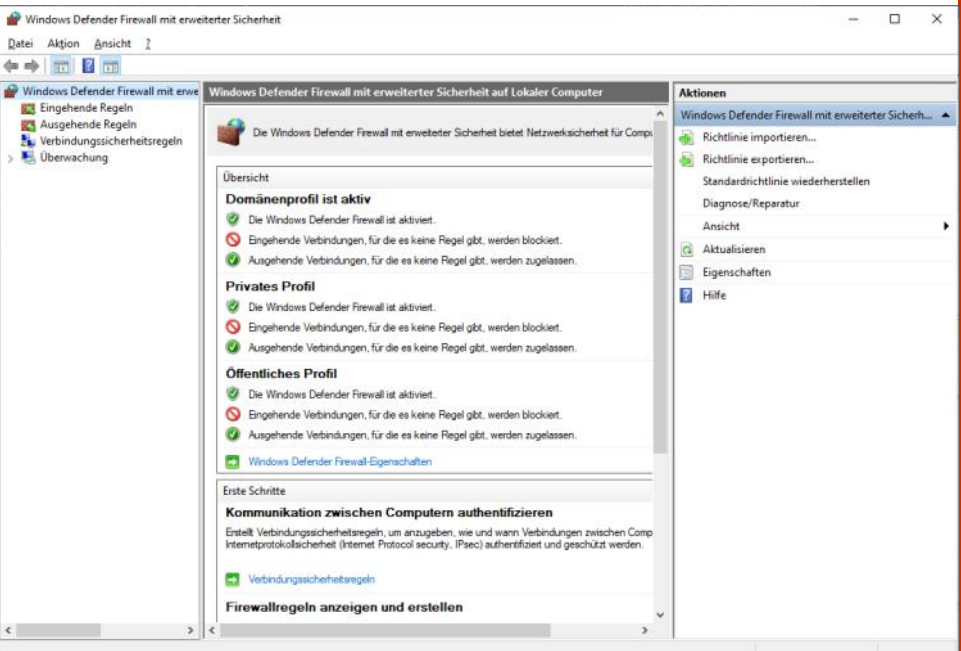 Windows Defender Firewall mit erweiterter Sicherheit
Datei Aktion Ansicht ?
Windows Defender Firewall mit erwe
Eingehende Regeln
Ausgehende Regeln
Verbindungssicherheitsregeln
Überwachung
Windows Defender Firewall mit erweiterter Sicherheit auf Lokaler Computer
Die Windows Defender Firewall mit erweiterter Sicherheit bietet Netzwerksicherheit für Compu
Übersicht
Domänenprofil ist aktiv
Die Windows Defender Firewall ist aktiviert.
Eingehende Verbindungen, für die es keine Regel gibt, werden blockiert.
Ausgehende Verbindungen, für die es keine Regel gibt, werden zugelassen.
Privates Profil
Die Windows Defender Firewall ist aktiviert.
Eingehende Verbindungen, für die es keine Regel gibt, werden blockiert.
Ausgehende Verbindungen, für die es keine Regel gibt, werden zugelassen.
Öffentliches Profil
Die Windows Defender Firewall ist aktiviert.
Eingehende Verbindungen, für die es keine Regel gibt, werden blockiert.
Ausgehende Verbindungen, für die es keine Regel gibt, werden zugelassen.
Windows Defender Firewall-Eigenschaften
Erste Schritte
Kommunikation zwischen Computern authentifizieren
Erstellt Verbindungssicherheitsregeln, um anzugeben, wie und wann Verbindungen zwischen Comp
Internetprotokollsicherheit (Internet Protocol security, IPsec) authentifiziert und geschützt werden.
Verbindungssicherheitsregeln
Firewallregeln anzeigen und erstellen
Aktionen
Windows Defender Firewall mit erweiterter Sicherh...
Richtlinie importieren...
Richtlinie exportieren...
Standardrichtlinie wiederherstellen
Diagnose/Reparatur
Ansicht
Aktualisieren
Eigenschaften
Hilfe